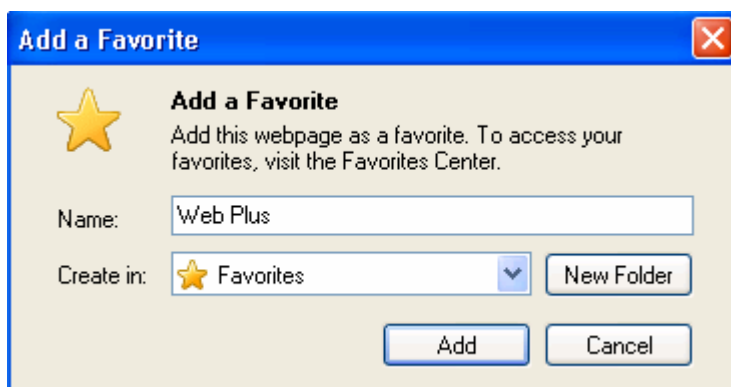 Add a Favorite
Add a Favorite
Add this webpage as a favorite. To access your
favorites, visit the Favorites Center.
Name: Web Plus
Create in: Favorites New Folder
Add Cancel